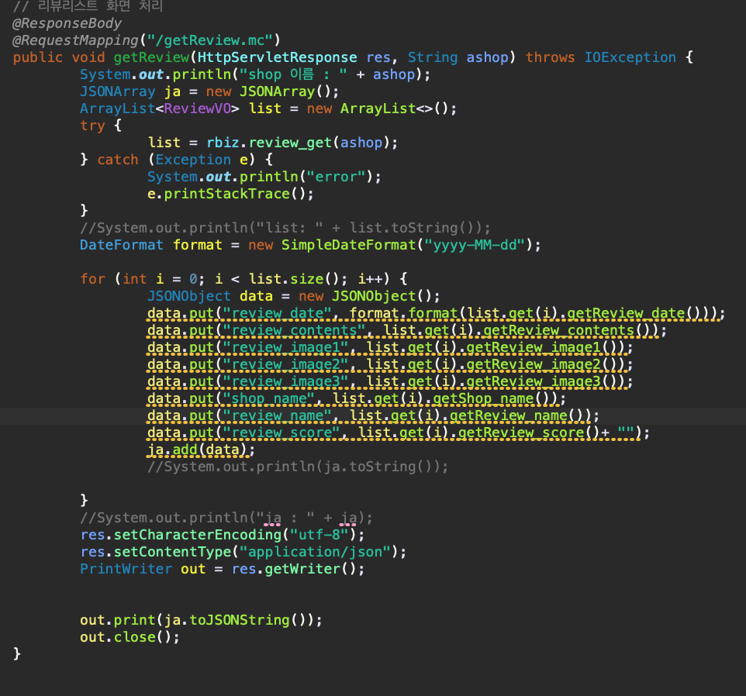 // 리뷰리스트 화면 처리
@ResponseBody
@RequestMapping("/getReview.mc")
public void getReview(HttpServletResponse res, String ashop) throws IOException {
System.out.println("shop 이름 : " + ashop);
JSONArray ja = new JSONArray();
ArrayList<ReviewVO> list = new ArrayList<>();
try {
list = rbiz.review_get(ashop);
} catch (Exception e) {
System.out.println("error");
e.printStackTrace();
}
//System.out.println("list: " + list.toString());
DateFormat format = new SimpleDateFormat("yyyy-MM-dd");
for (int i = 0; i < list.size(); i++) {
JSONObject data = new JSONObject();
data.put("review_date", format.format(list.get(i).getReview_date()));
data.put("review_contents", list.get(i).getReview_contents());
data.put("review_image1", list.get(i).getReview_image1());
data.put("review_image2", list.get(i).getReview_image2());
data.put("review_image3", list.get(i).getReview_image3());
data.put("shop_name", list.get(i).getShop_name());
data.put("review_name", list.get(i).getReview_name());
data.put("review_score", list.get(i).getReview_score()+ "");
ja.add(data);
//System.out.println(ja.toString());
}
//System.out.println("ja : " + ja);
res.setCharacterEncoding("utf-8");
res.setContentType("application/json");
PrintWriter out = res.getWriter();
out.print(ja.toJSONString());
out.close();
}